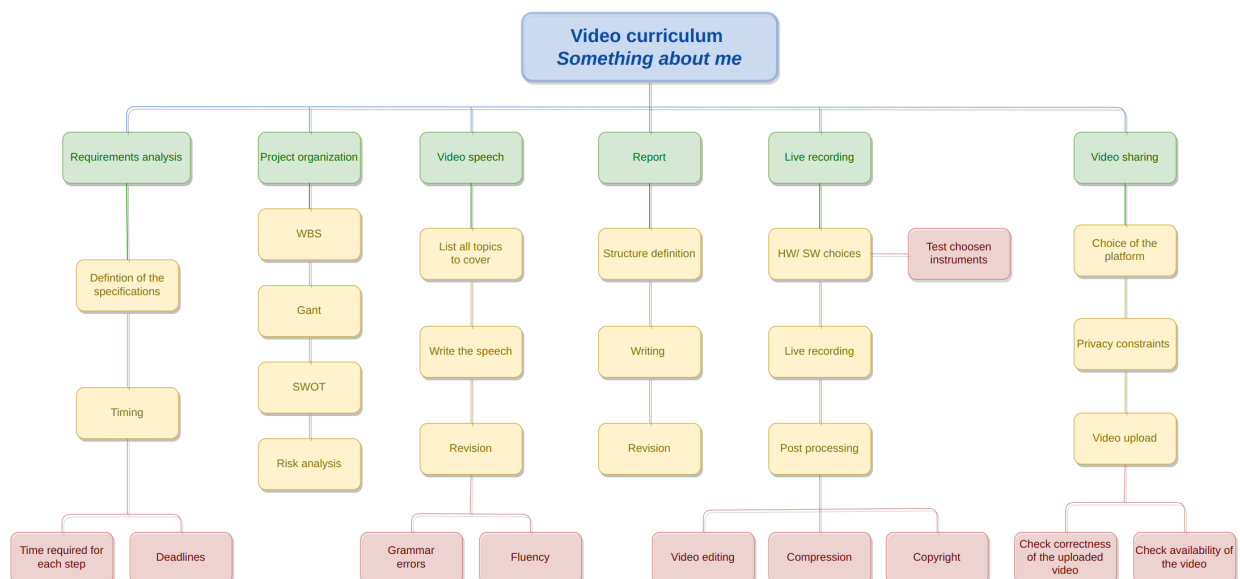 Video curriculum
Something about me
Requirements analysis
Project organization
Video speech
Report
Live recording
Video sharing
WBS
List all topics
to cover
Structure definition
HW/ SW choices
Test choosen
instruments
Choice of the
platform
Defintion of the
specifications
Gant
Write the speech
Writing
Live recording
Privacy constraints
SWOT
Timing
Risk analysis
Revision
Revision
Post processing
Video upload
Time required for
each step
Deadlines
Grammar
errors
Fluency
Video editing
Compression
Copyright
Check correctness
of the uploaded
video
Check availability of
the video